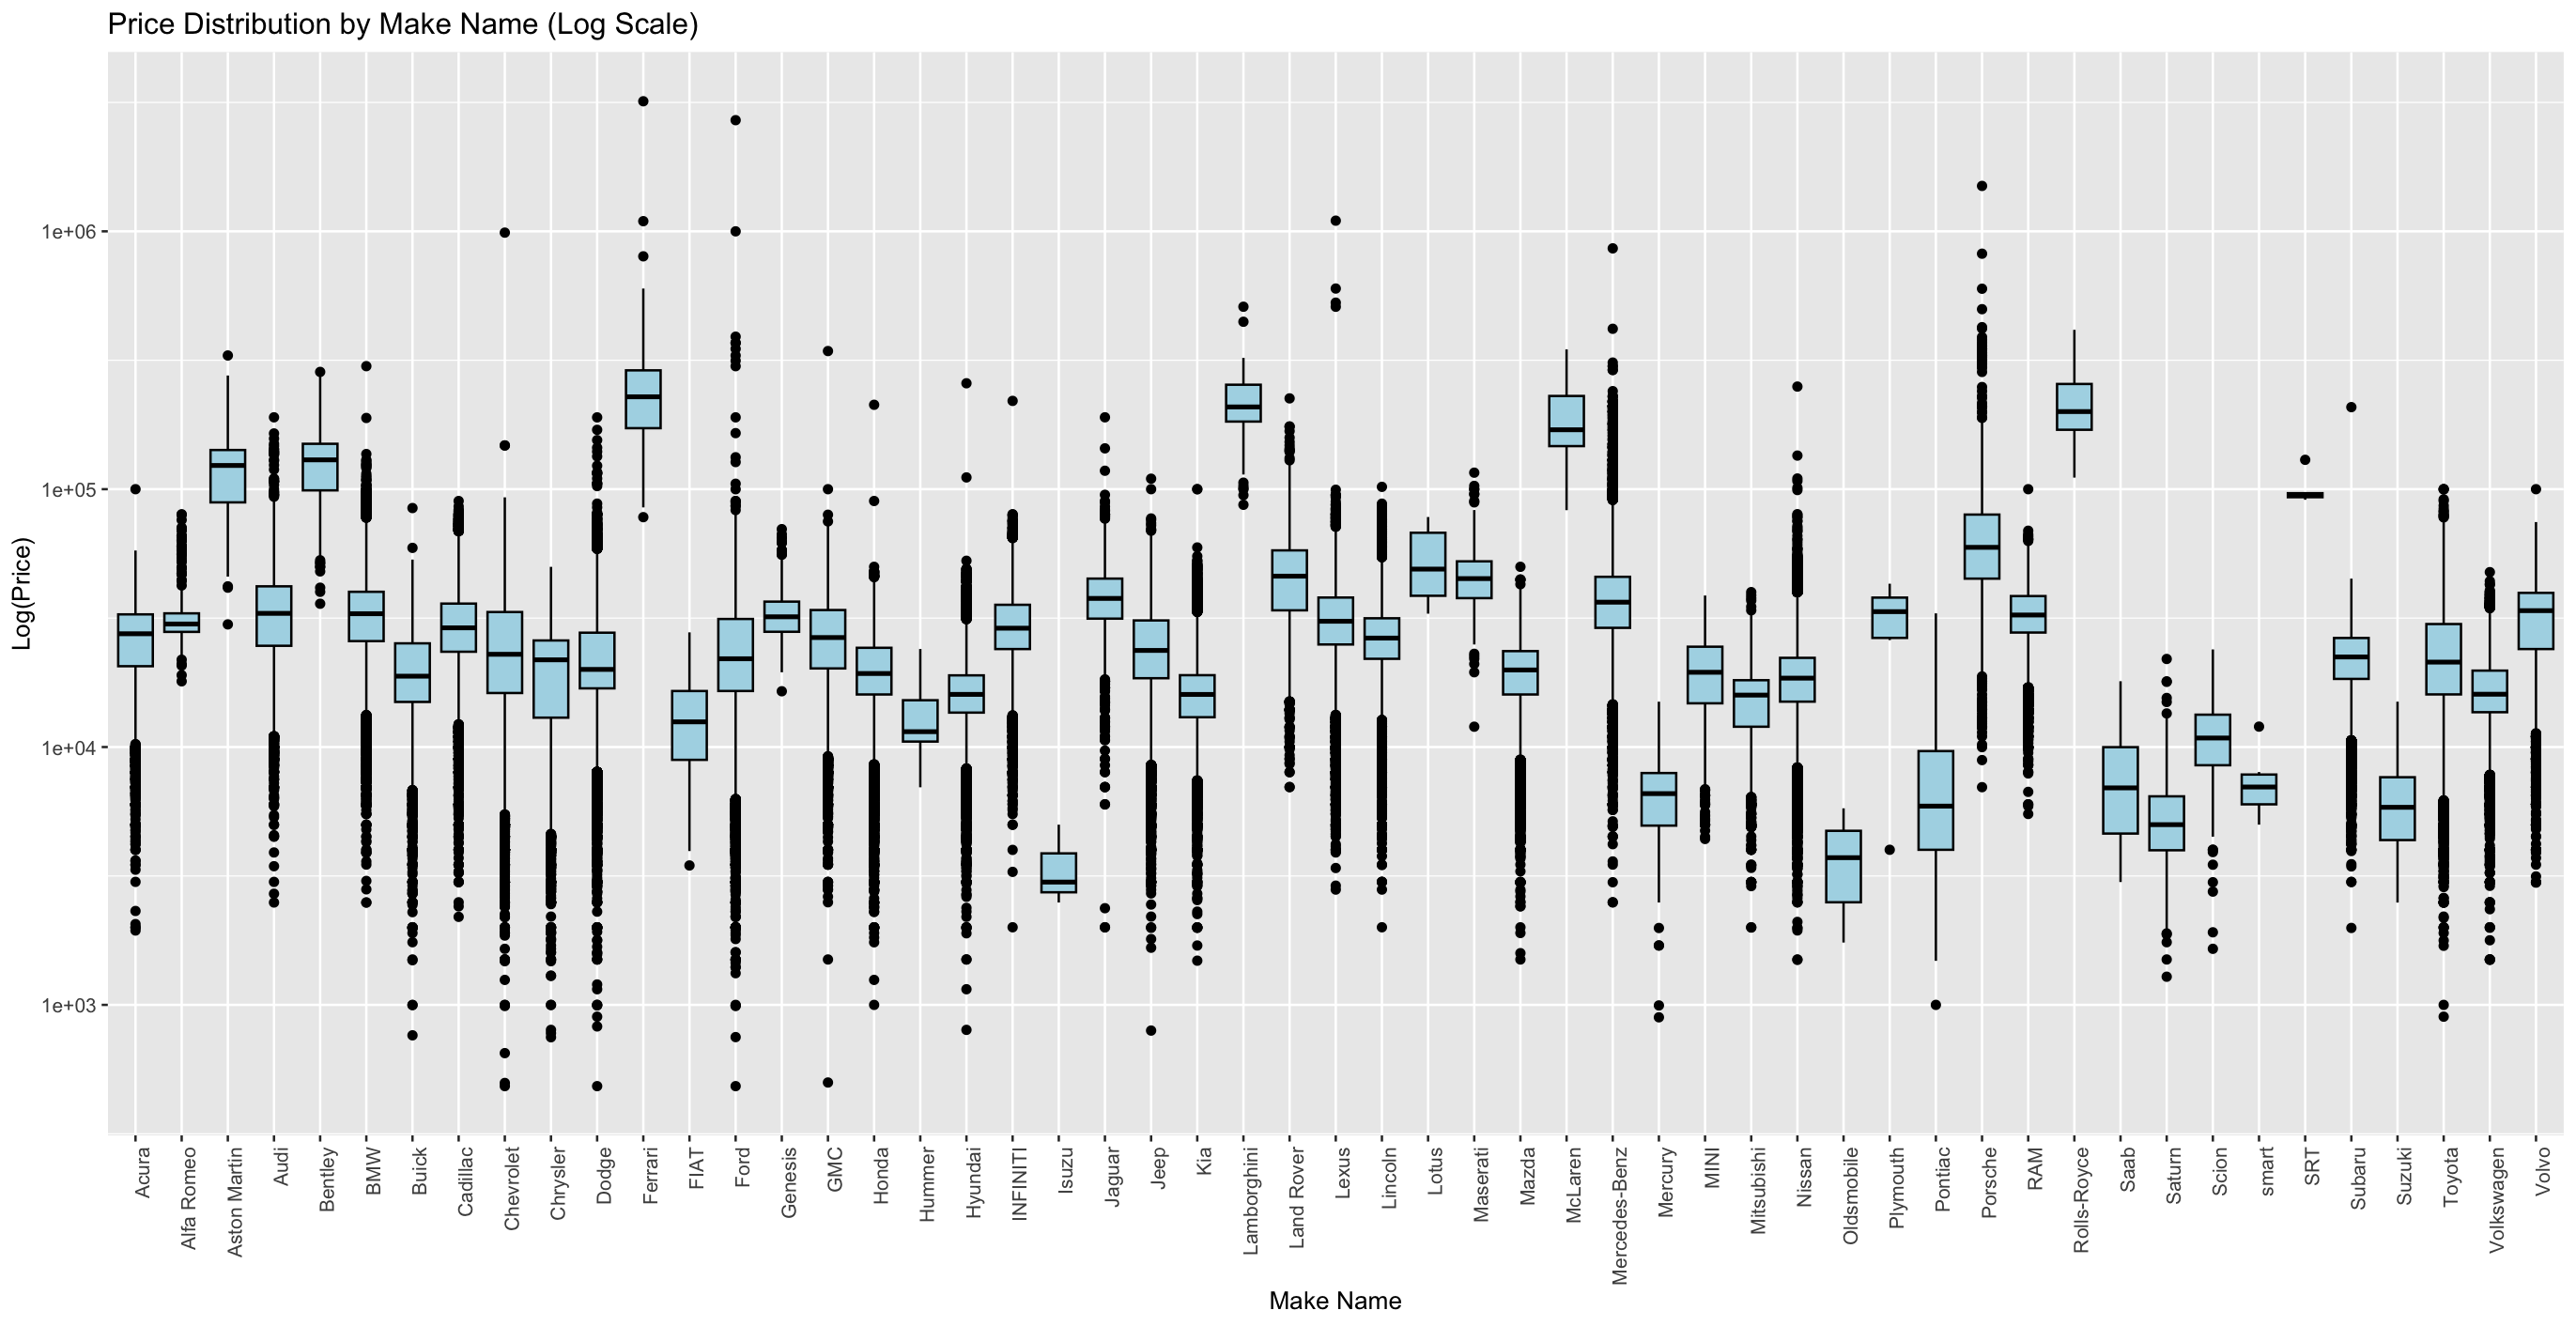 Price Distribution by Make Name (Log Scale)
Log(Price)
1e+06
1e+05
1e+04
1e+03
Acura
Alfa Romeo
Aston Martin
Audi
Bentley
BMW
Buick
Cadillac
Chevrolet
Chrysler
Dodge
Ferrari
FIAT
Ford
Genesis
GMC
Honda
Hummer
Hyundai
INFINITI
Isuzu
Jaguar
Jeep
Kia
Lamborghini
Land Rover
Lexus
Lincoln
Lotus
Maserati
Mazda
McLaren
Mercedes-Benz
Mercury
MINI
Mitsubishi
Nissan
Oldsmobile
Plymouth
Pontiac
Porsche
RAM
Rolls-Royce
Saab
Saturn
Scion
smart
SRT
Subaru
Suzuki
Toyota
Volkswagen
Volvo
Make Name